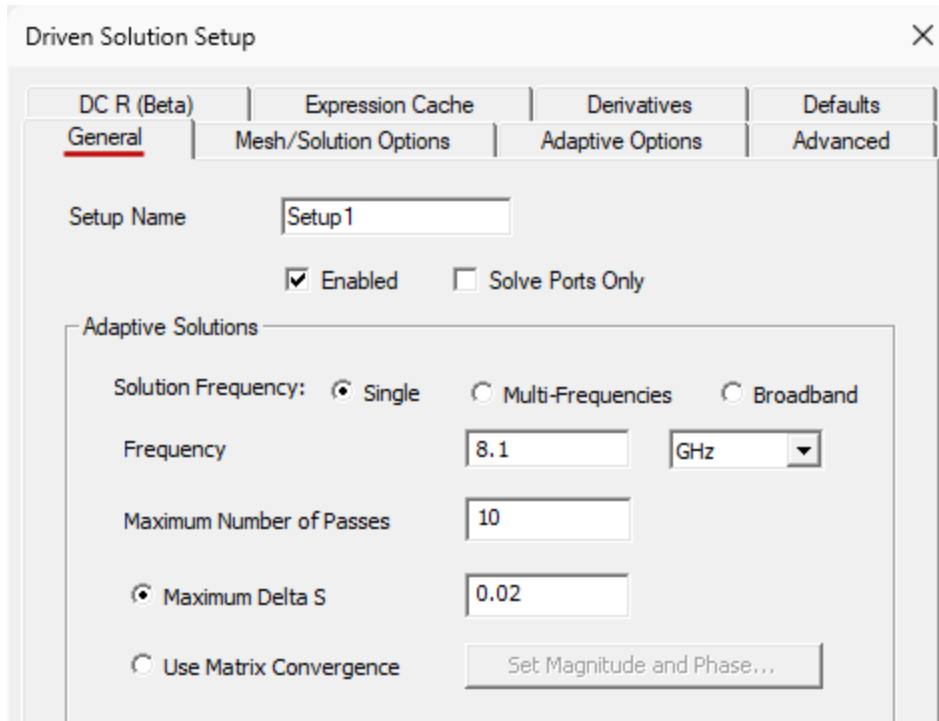 Driven Solution Setup
DC R (Beta) Expression Cache Derivatives Defaults
General Mesh/Solution Options Adaptive Options Advanced
Setup Name Setup1
Enabled Solve Ports Only
Adaptive Solutions
Solution Frequency: Single Multi-Frequencies Broadband
Frequency 8.1 GHz
Maximum Number of Passes 10
Maximum Delta S 0.02
Use Matrix Convergence Set Magnitude and Phase...